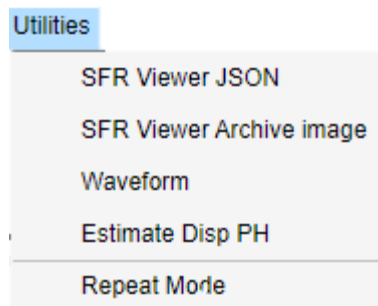 Utilities
SFR Viewer JSON
SFR Viewer Archive image
Waveform
Estimate Disp PH
Repeat Mode